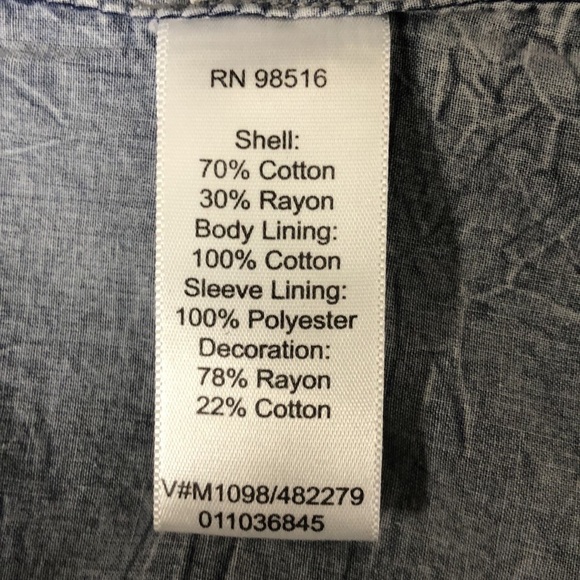 RN 98516
Shell:
70% Cotton
30% Rayon
Body Lining:
100% Cotton
Sleeve Lining:
100% Polyester
Decoration:
78% Rayon
22% Cotton
V#M1098/482279
011036845